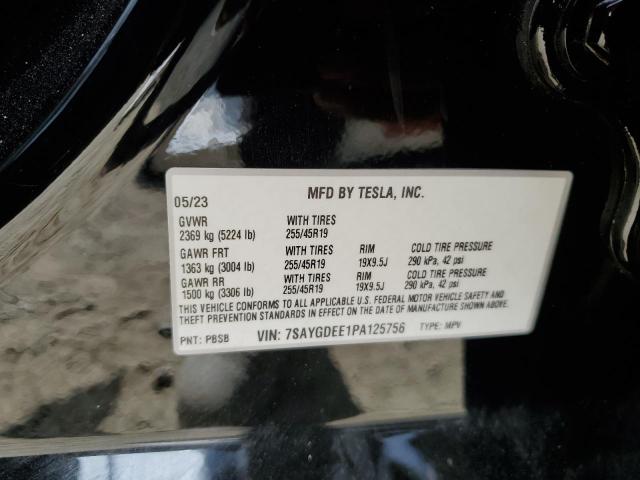 MFD BY TESLA, INC.
05/23
GVWR WITH TIRES
2369 kg (5224 lb) 255/45R19
GAWR FRT WITH TIRES RIM COLD TIRE PRESSURE
1363 kg (3004 lb) 255/45R19 19X9.5J 290 kPa, 42 psi
GAWR RR WITH TIRES RIM COLD TIRE PRESSURE
1500 kg (3306 lb) 255/45R19 19X9.5J 290 kPa, 42 psi
THIS VEHICLE CONFORMS TO ALL APPLICABLE U.S. FEDERAL MOTOR VEHICLE SAFETY AND
THEFT PREVENTION STANDARDS IN EFFECT ON THE DATE OF MANUFACTURE SHOWN ABOVE.
PNT: PBSB VIN: 7SAYGDEE1PA125756 TYPE: MPV